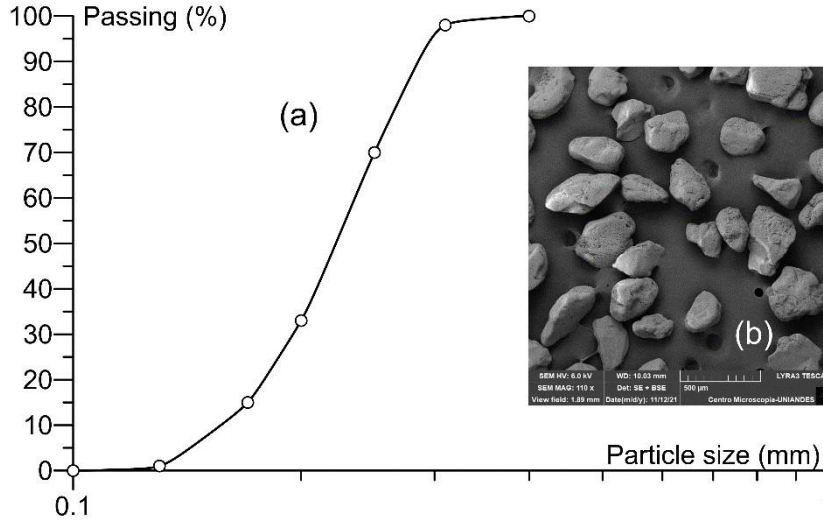 100
Passing (%)
90
80
(a)
70
60
50
40
30
20
10
0
0.1
Particle size (mm)
(b)
SEM HV: 6.0 kV WD: 10.03 mm LYRA3 TESCA
SEM MAG: 110 x Det: SE + BSE 500 µm
View field: 1.89 mm Date(m/d/y): 11/12/21 Centro Microscopia-UNIANDES